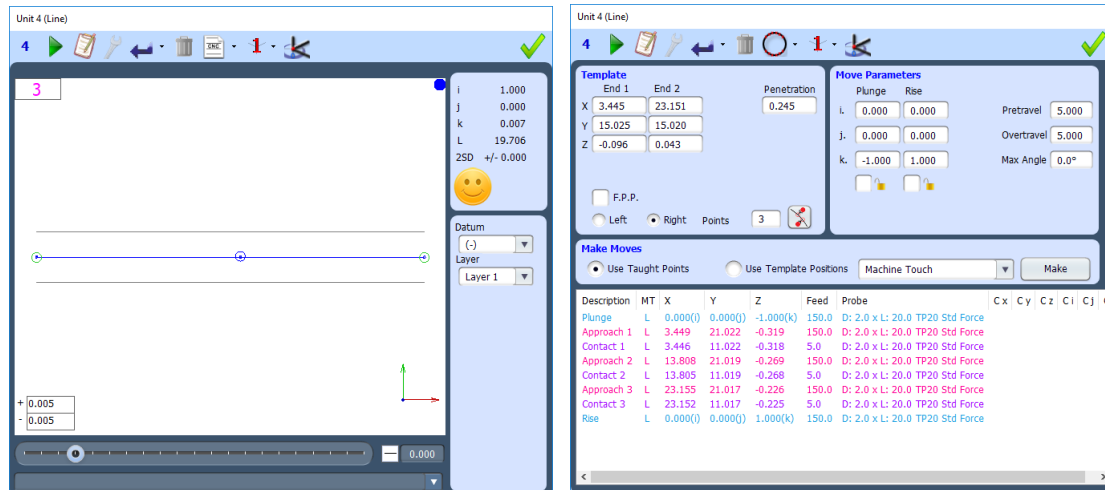 Unit 4 (Line)
4 CNC 1
3
i 1.000
j 0.000
k 0.007
L 19.706
2SD +/- 0.000
Datum
(-)
Layer
Layer 1
+ 0.005
- 0.005
0.000
Unit 4 (Line)
4 1
Template
End 1 End 2 Penetration
X 3.445 23.151 0.245
Y 15.025 15.020
Z -0.096 0.043
F.P.P.
Left Right Points 3
Move Parameters
Plunge Rise
i. 0.000 0.000 Pretravel 5.000
j. 0.000 0.000 Overtravel 5.000
k. -1.000 1.000 Max Angle 0.0°
Make Moves
Use Taught Points Use Template Positions Machine Touch Make
Description MT X Y Z Feed Probe C x C y C z C i C j
Plunge L 0.000(i) 0.000(j) -1.000(k) 150.0 D: 2.0 x L: 20.0 TP20 Std Force
Approach 1 L 3.449 21.022 -0.319 150.0 D: 2.0 x L: 20.0 TP20 Std Force
Contact 1 L 3.446 11.022 -0.318 5.0 D: 2.0 x L: 20.0 TP20 Std Force
Approach 2 L 13.808 21.019 -0.269 150.0 D: 2.0 x L: 20.0 TP20 Std Force
Contact 2 L 13.805 11.019 -0.268 5.0 D: 2.0 x L: 20.0 TP20 Std Force
Approach 3 L 23.155 21.017 -0.226 150.0 D: 2.0 x L: 20.0 TP20 Std Force
Contact 3 L 23.152 11.017 -0.225 5.0 D: 2.0 x L: 20.0 TP20 Std Force
Rise L 0.000(i) 0.000(j) 1.000(k) 150.0 D: 2.0 x L: 20.0 TP20 Std Force